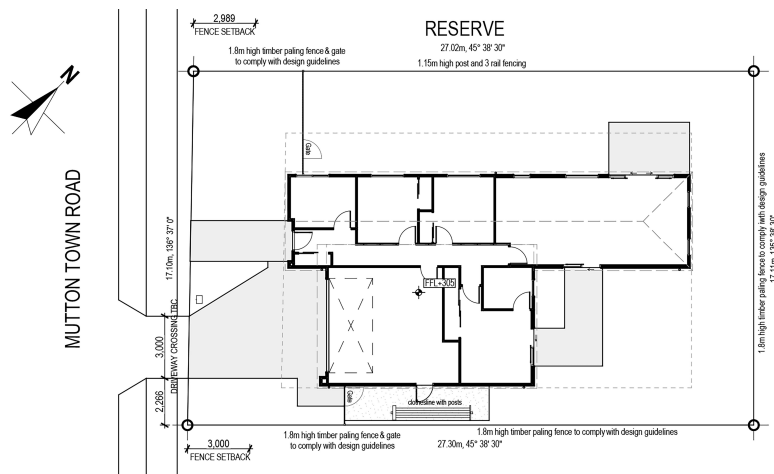 2,989
FENCE SETBACK
RESERVE
27.02m, 45° 38' 30"
1.8m high timber paling fence & gate
to comply with design guidelines
1.15m high post and 3 rail fencing
N
Gate
MUTTON TOWN ROAD
17.10m, 136° 37' 0"
1.8m high timber paling fence to comply with design guidelines
17.11m, 135° 38' 30"
FFL+305
DRIVEWAY CROSSING TBC
3,000
2,266
Gate
clothesline with posts
3,000
FENCE SETBACK
1.8m high timber paling fence & gate
to comply with design guidelines
1.8m high timber paling fence to comply with design guidelines
27.30m, 45° 38' 30"